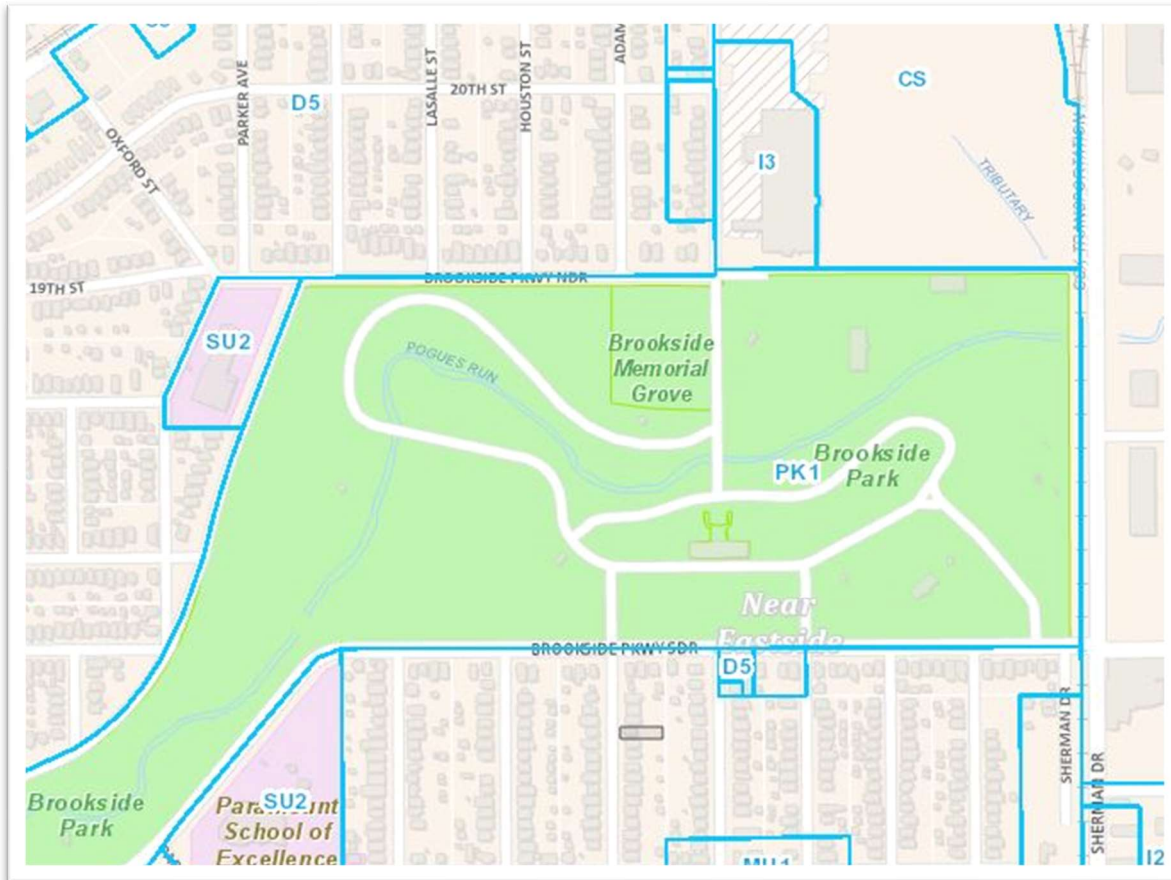 CS
ADAM
PARKER AVE
LASALLE ST
HOUSTON ST
20TH ST
D5
OXFORD ST
I3
TRIBUTARY
BROOKSIDE PKWY NDR
19TH ST
SU2
POGUES RUN
Brookside
Memorial
Grove
PK1
Brookside
Park
Near
Eastside
BROOKSIDE PKWY SDR
D5
SHERMAN DR
SHERMAN DR
Brookside
Park
SU2
Paramount
School of
Excellence
MU1
I2